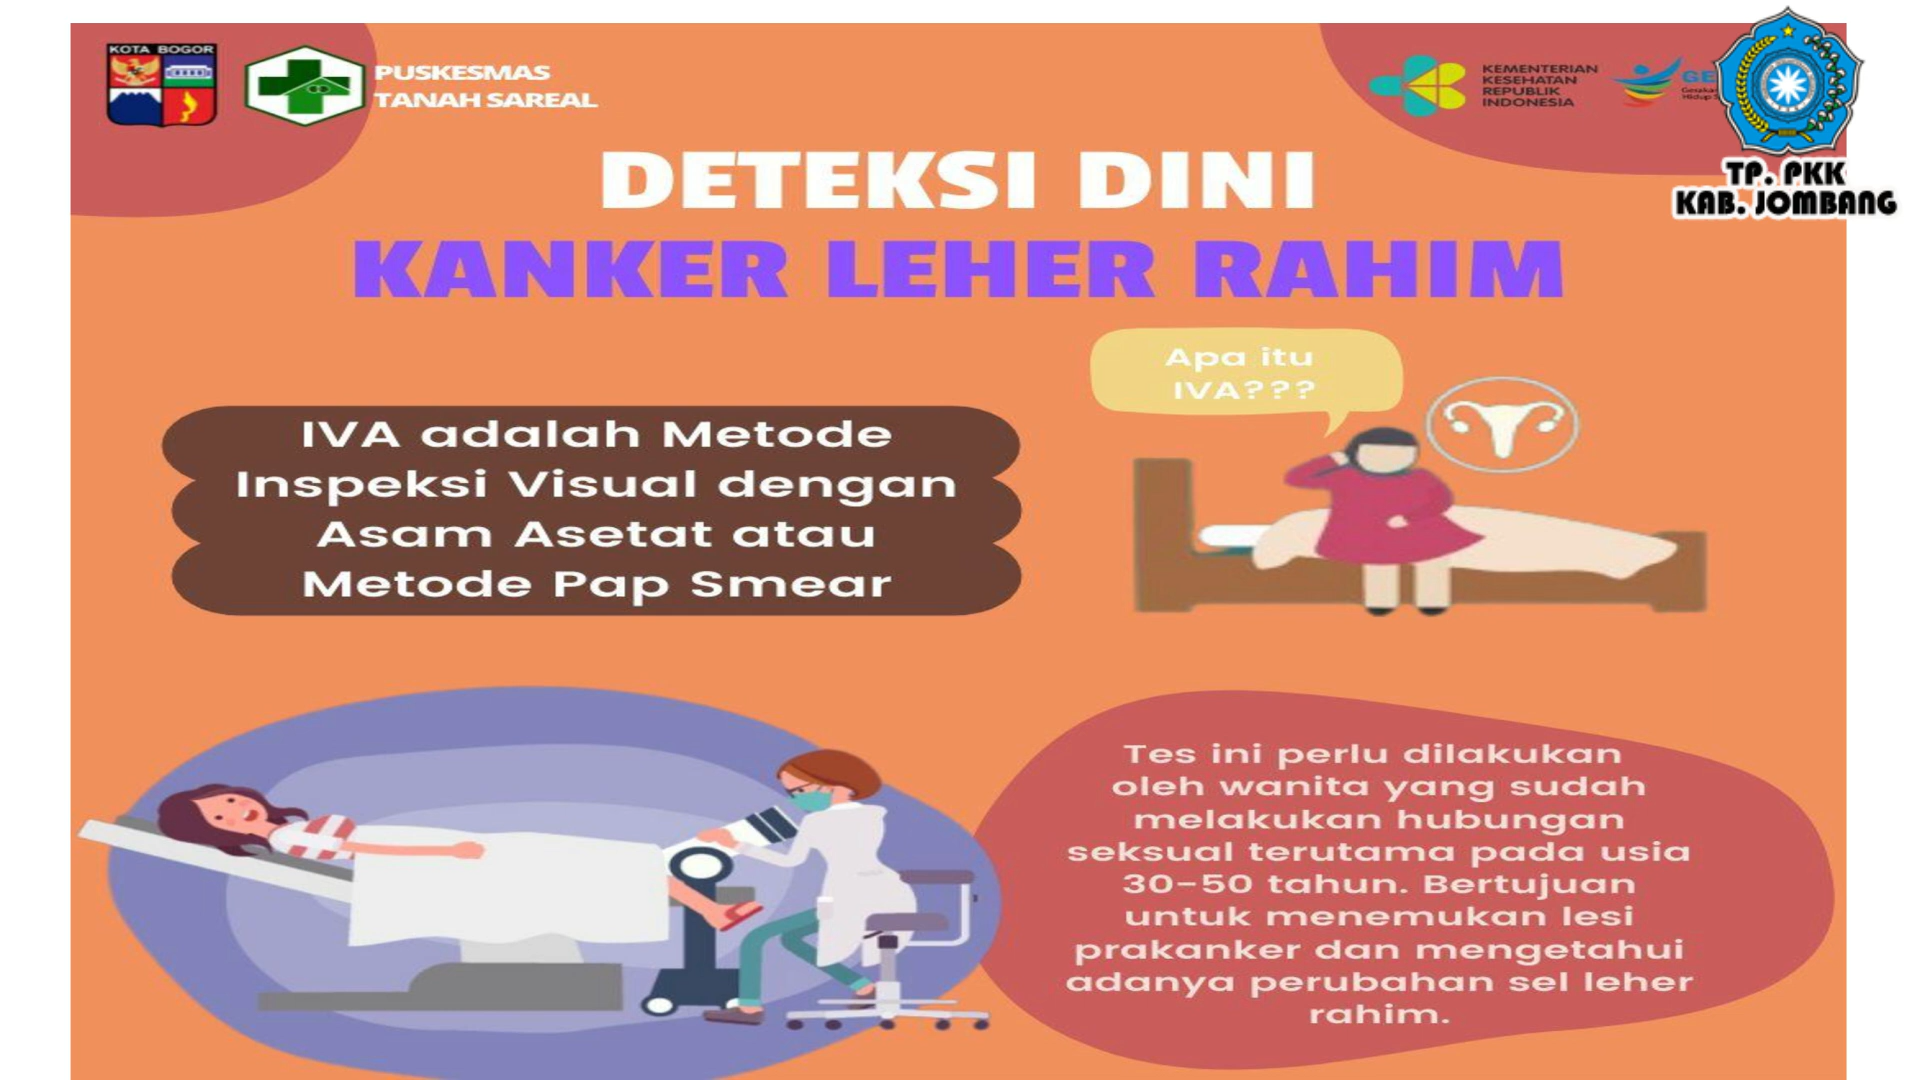 KOTA BOGOR
PUSKESMAS
TANAH SAREAL
KEMENTERIAN
KESEHATAN
REPUBLIK
INDONESIA
TP. PKK
KAB. JOMBANG
DETEKSI DINI
KANKER LEHER RAHIM
Apa itu
IVA???
IVA adalah Metode
Inspeksi Visual dengan
Asam Asetat atau
Metode Pap Smear
Tes ini perlu dilakukan
oleh wanita yang sudah
melakukan hubungan
seksual terutama pada usia
30-50 tahun. Bertujuan
untuk menemukan lesi
prakanker dan mengetahui
adanya perubahan sel leher
rahim.